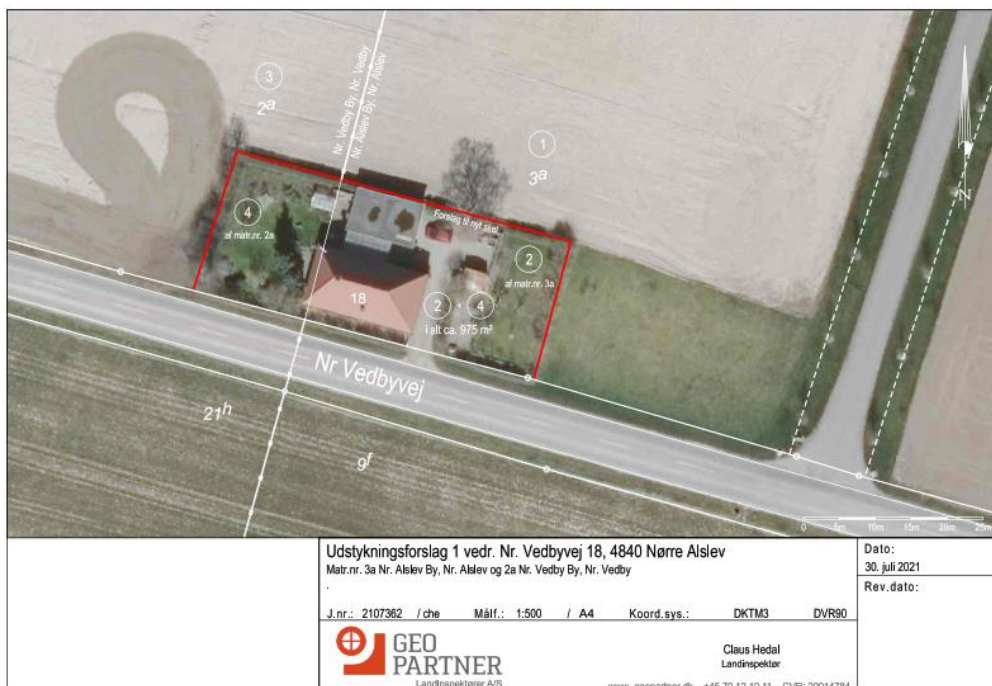 3
2a
Nr. Vedby By, Nr. Vedby
Nr. Alslev By, Nr. Alslev
1
3a
4
af matr.nr. 2a
Forslag til nyt skel
2
af matr.nr. 3a
18
2 + 4
i alt ca. 975 m²
Nr Vedbyvej
21h
9f
N
0 5m 10m 15m 20m 25m
Udstykningsforslag 1 vedr. Nr. Vedbyvej 18, 4840 Nørre Alslev
Matr.nr. 3a Nr. Alslev By, Nr. Alslev og 2a Nr. Vedby By, Nr. Vedby
.
J.nr.: 2107362 / che Målf.: 1:500 / A4 Koord.sys.: DKTM3 DVR90
Dato:
30. juli 2021
Rev.dato:
GEO
PARTNER
Landinspektører A/S
Claus Hedal
Landinspektør